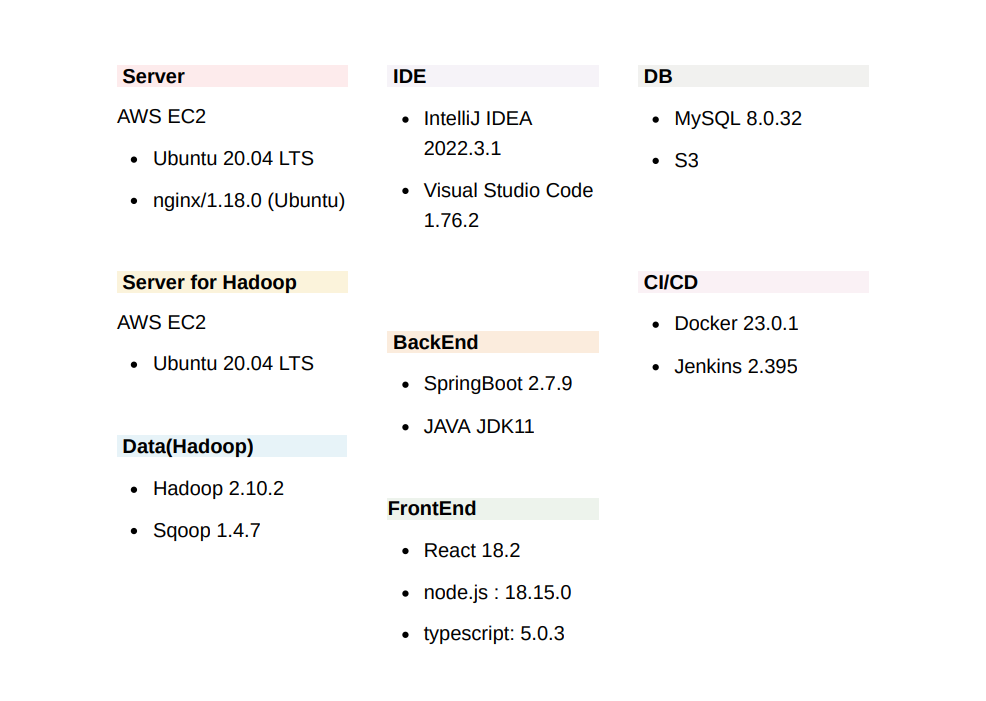 Server
AWS EC2
Ubuntu 20.04 LTS
nginx/1.18.0 (Ubuntu)
Server for Hadoop
AWS EC2
Ubuntu 20.04 LTS
Data(Hadoop)
Hadoop 2.10.2
Sqoop 1.4.7
IDE
IntelliJ IDEA
2022.3.1
Visual Studio Code
1.76.2
BackEnd
SpringBoot 2.7.9
JAVA JDK11
FrontEnd
React 18.2
node.js : 18.15.0
typescript: 5.0.3
DB
MySQL 8.0.32
S3
CI/CD
Docker 23.0.1
Jenkins 2.395